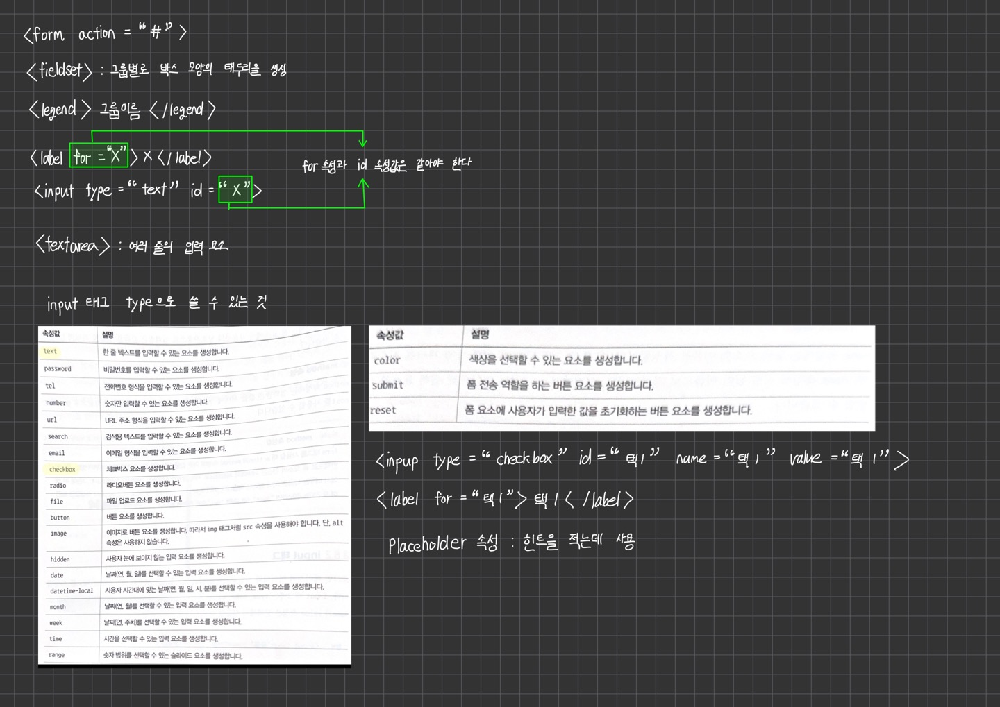 <form action = "#">
<fieldset> : 그룹별로 박스 모양의 태두리을 생성
<legend> 그룹이름 </legend>
<label for = "X"> X </label>
for 속성과 id 속성값은 같아야 한다
<input type = "text" id = "X">
<textarea> : 여러 줄의 입력 요소
input 태그 type으로 쓸 수 있는 것
속성값 설명
text 한 줄 텍스트를 입력할 수 있는 요소를 생성합니다.
password 비밀번호를 입력할 수 있는 요소를 생성합니다.
tel 전화번호 형식을 입력할 수 있는 요소를 생성합니다.
number 숫자만 입력할 수 있는 요소를 생성합니다.
url URL 주소 형식을 입력할 수 있는 요소를 생성합니다.
search 검색용 텍스트를 입력할 수 있는 요소를 생성합니다.
email 이메일 형식을 입력할 수 있는 요소를 생성합니다.
checkbox 체크박스 요소를 생성합니다.
radio 라디오버튼 요소를 생성합니다.
file 파일 업로드 요소를 생성합니다.
button 버튼 요소를 생성합니다.
image 이미지로 버튼 요소를 생성합니다. 따라서 img 태그처럼 src 속성을 사용해야 합니다. 단, alt
속성은 사용하지 않습니다.
hidden 사용자 눈에 보이지 않는 입력 요소를 생성합니다.
date 날짜(연, 월, 일)를 선택할 수 있는 입력 요소를 생성합니다.
datetime-local 사용자 시간대에 맞는 날짜(연, 월, 일, 시, 분)를 선택할 수 있는 입력 요소를 생성합니다.
month 날짜(연, 월)를 선택할 수 있는 입력 요소를 생성합니다.
week 날짜(연, 주차)를 선택할 수 있는 입력 요소를 생성합니다.
time 시간을 선택할 수 있는 입력 요소를 생성합니다.
range 숫자 범위를 선택할 수 있는 슬라이드 요소를 생성합니다.
속성값 설명
color 색상을 선택할 수 있는 요소를 생성합니다.
submit 폼 전송 역할을 하는 버튼 요소를 생성합니다.
reset 폼 요소에 사용자가 입력한 값을 초기화하는 버튼 요소를 생성합니다.
<inpup type = "checkbox" id = "택1" name = "택1" value = "택1">
<label for = "택1"> 택1 </label>
placeholder 속성 : 힌트을 적는데 사용